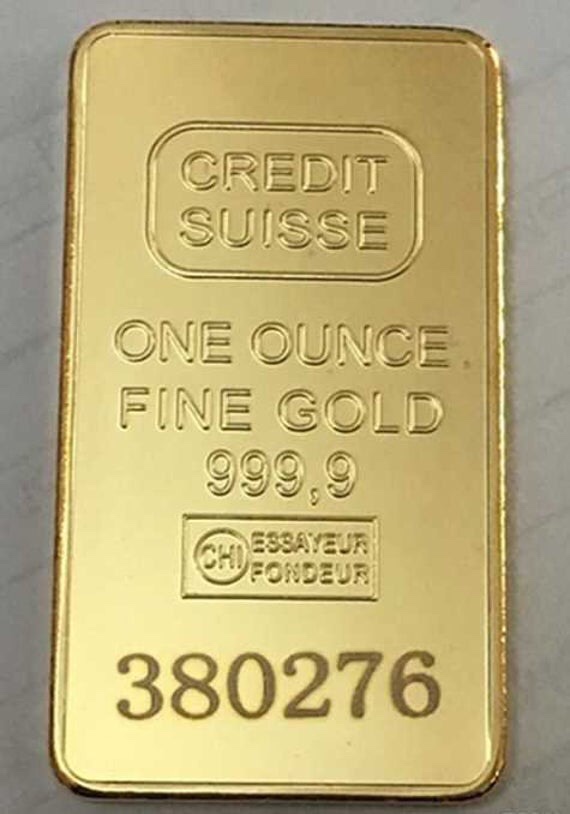 CREDIT
SUISSE
ONE OUNCE
FINE GOLD
999,9
CHI ESSAYEUR
FONDEUR
380276